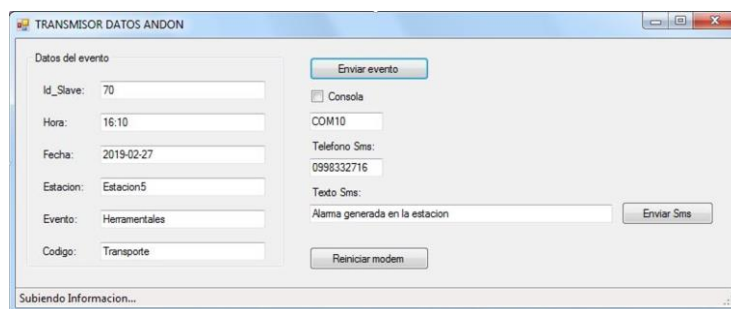 TRANSMISOR DATOS ANDON
Datos del evento
Id_Slave: 70
Hora: 16:10
Fecha: 2019-02-27
Estacion: Estacion5
Evento: Herramentales
Codigo: Transporte
Enviar evento
Consola
COM10
Telefono Sms:
0998332716
Texto Sms:
Alarma generada en la estacion
Enviar Sms
Reiniciar modem
Subiendo Informacion...